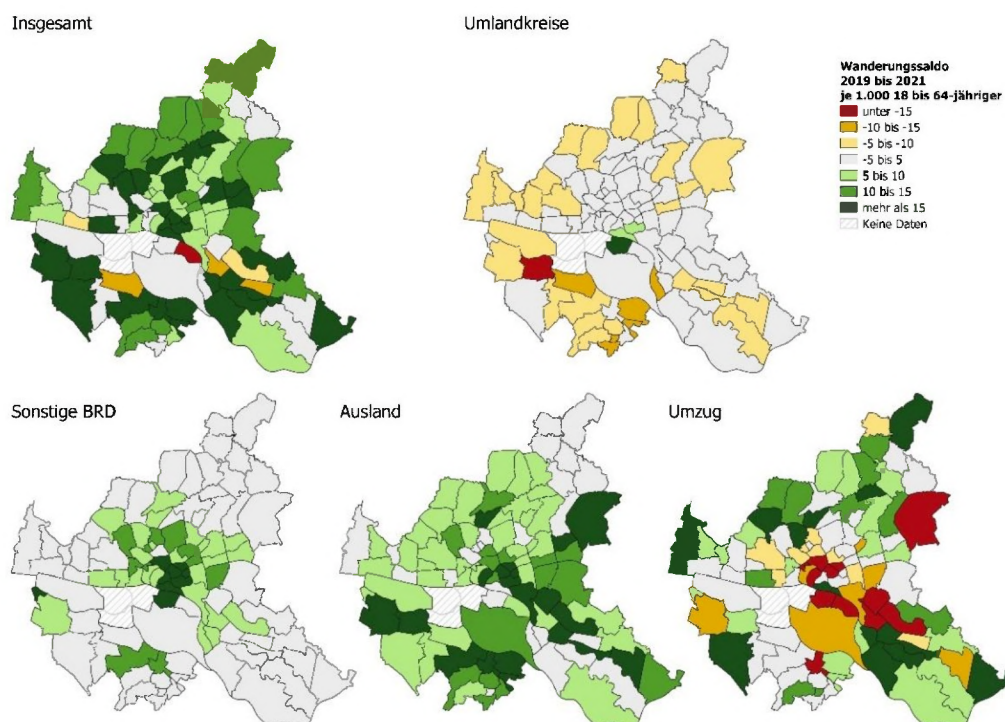 Insgesamt
Umlandkreise
Wanderungssaldo
2019 bis 2021
je 1.000 18 bis 64-jähriger
unter -15
-10 bis -15
-5 bis -10
-5 bis 5
5 bis 10
10 bis 15
mehr als 15
Keine Daten
Sonstige BRD
Ausland
Umzug